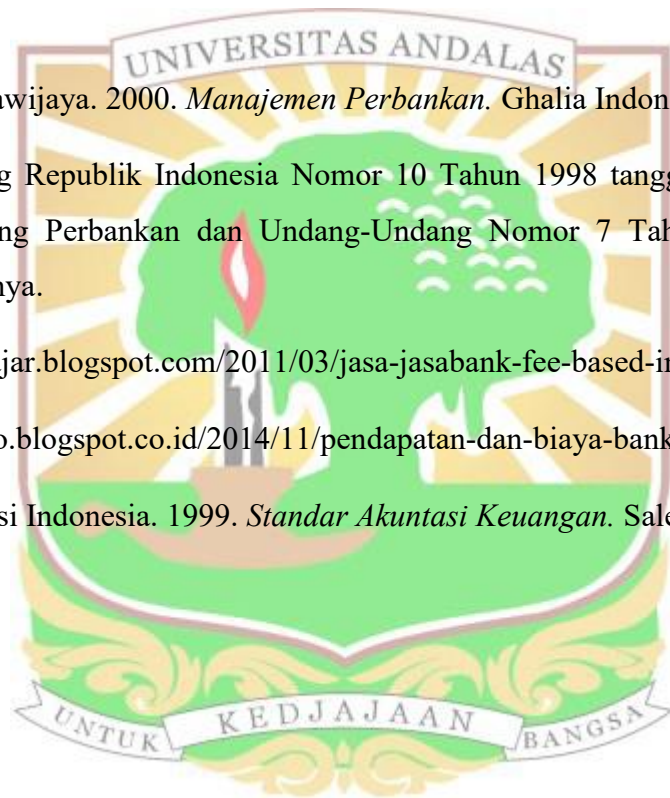 UNIVERSITAS ANDALAS
awijaya. 2000. Manajemen Perbankan. Ghalia Indon
g Republik Indonesia Nomor 10 Tahun 1998 tangg
ng Perbankan dan Undang-Undang Nomor 7 Tah
nya.
jar.blogspot.com/2011/03/jasa-jasabank-fee-based-in
o.blogspot.co.id/2014/11/pendapatan-dan-biaya-bank
si Indonesia. 1999. Standar Akuntasi Keuangan. Sale
UNTUK KEDJAJAAN BANGSA